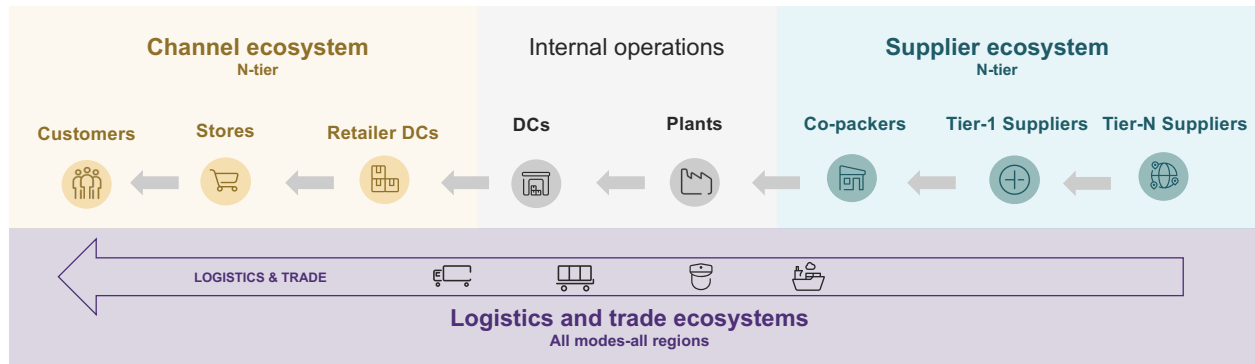 Channel ecosystem
N-tier
Internal operations
Supplier ecosystem
N-tier
Customers
Stores
Retailer DCs
DCs
Plants
Co-packers
Tier-1 Suppliers
Tier-N Suppliers
LOGISTICS & TRADE
Logistics and trade ecosystems
All modes-all regions